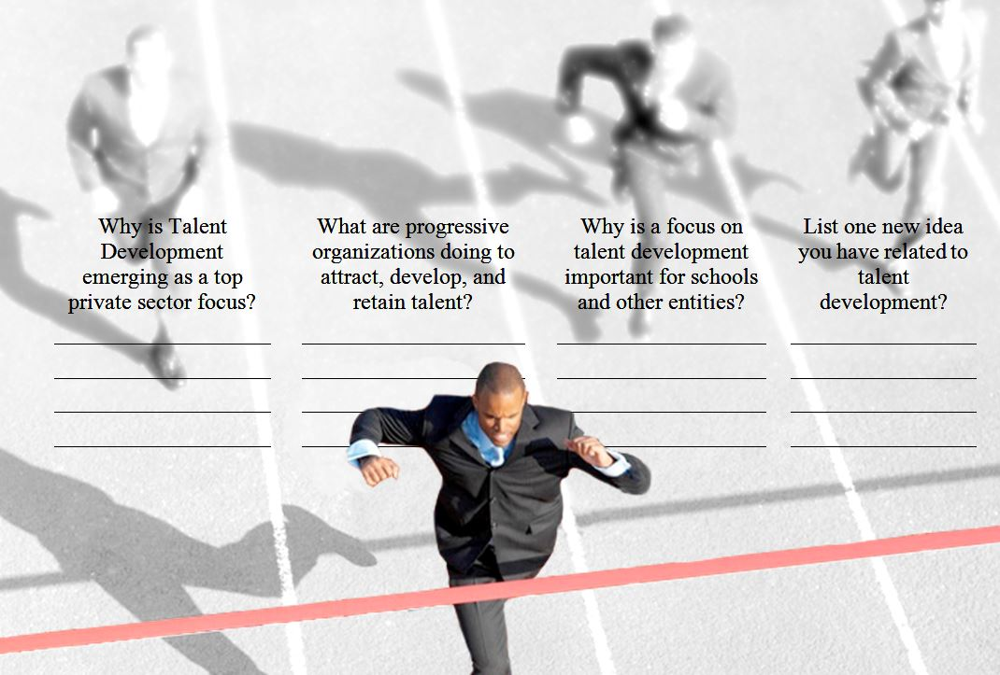 Why is Talent
Development
emerging as a top
private sector focus?
What are progressive
organizations doing to
attract, develop, and
retain talent?
Why is a focus on
talent development
important for schools
and other entities?
List one new idea
you have related to
talent
development?